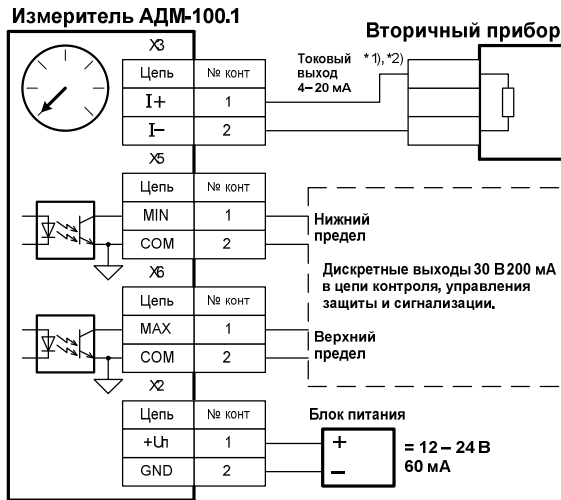 Измеритель АДМ-100.1
Вторичный прибор
X3
Цепь № конт
I+ 1
I− 2
Токовый *1), *2)
выход
4–20 мА
X5
Цепь № конт
MIN 1
COM 2
Нижний
предел
Дискретные выходы 30 В 200 мА
в цепи контроля, управления
защиты и сигнализации.
X6
Цепь № конт
MAX 1
COM 2
Верхний
предел
X2
Цепь № конт
+Uп 1
GND 2
Блок питания
+
−
= 12 – 24 В
60 мА